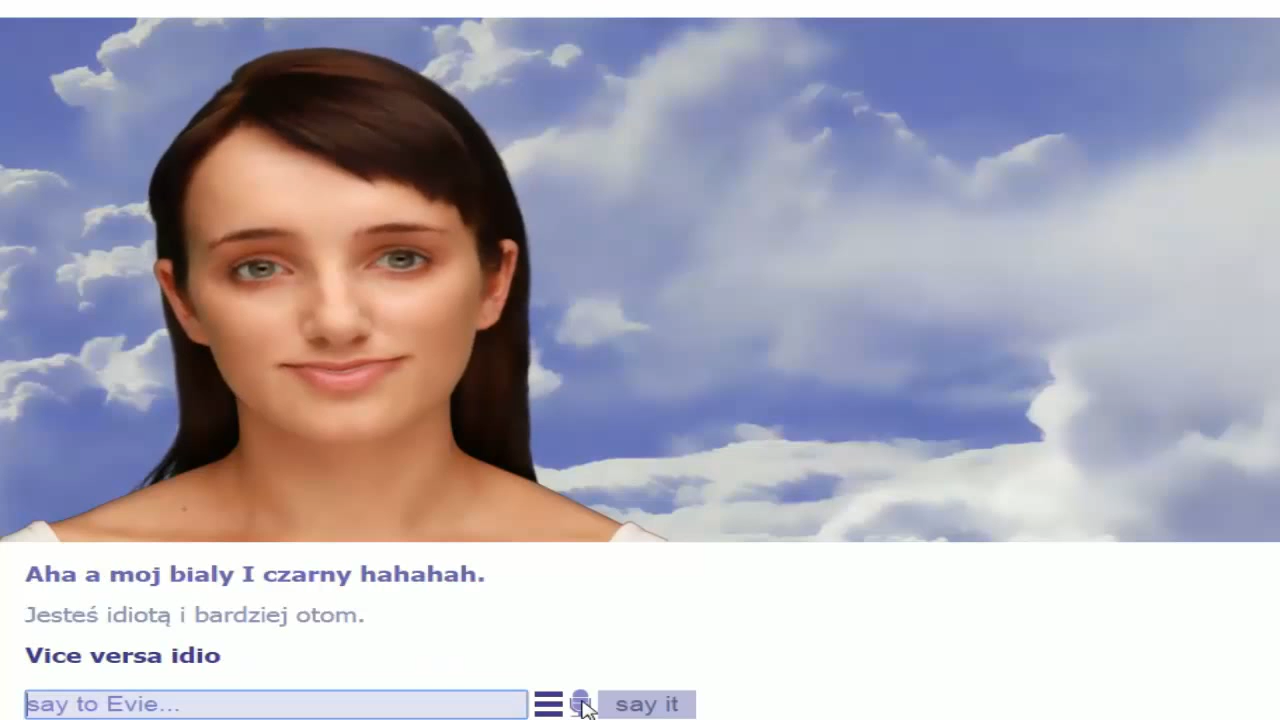 Aha a moj bialy I czarny hahahah.
Jesteś idiotą i bardziej otom.
Vice versa idio
say to Evie...
say it